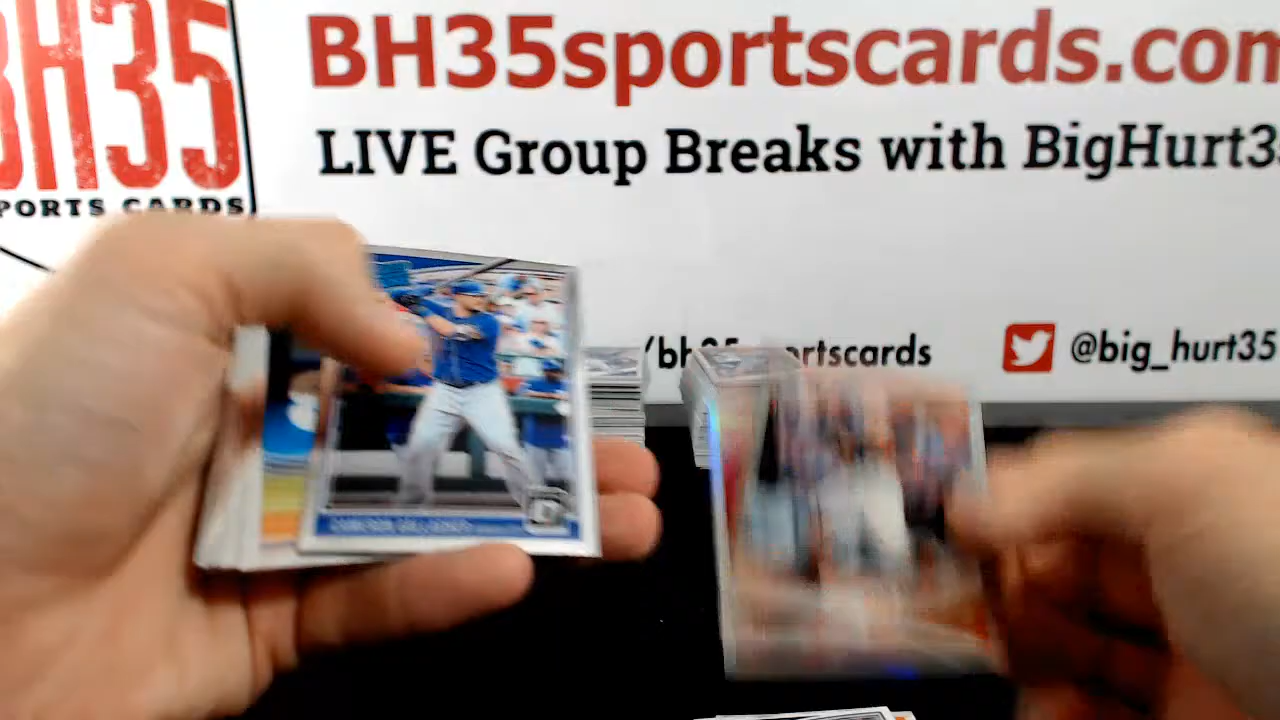 BH35
PORTS CARDS
BH35sportscards.com
LIVE Group Breaks with BigHurt3
@big_hurt35